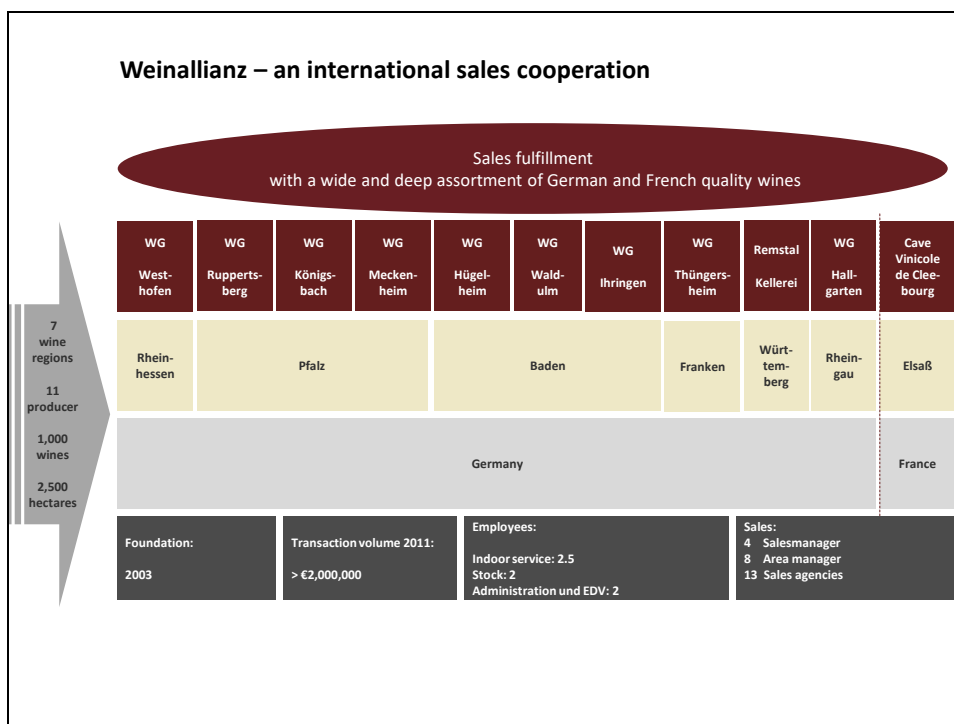 Weinallianz – an international sales cooperation
Sales fulfillment
with a wide and deep assortment of German and French quality wines
WG
West-
hofen
WG
Rupperts-
berg
WG
Königs-
bach
WG
Mecken-
heim
WG
Hügel-
heim
WG
Wald-
ulm
WG
Ihringen
WG
Thüngers-
heim
Remstal
Kellerei
WG
Hall-
garten
Cave
Vinicole
de Clee-
bourg
7
wine
regions
11
producer
1,000
wines
2,500
hectares
Rhein-
hessen
Pfalz
Baden
Franken
Würt-
tem-
berg
Rhein-
gau
Elsaß
Germany
France
Foundation:
2003
Transaction volume 2011:
> €2,000,000
Employees:
Indoor service: 2.5
Stock: 2
Administration und EDV: 2
Sales:
4 Salesmanager
8 Area manager
13 Sales agencies